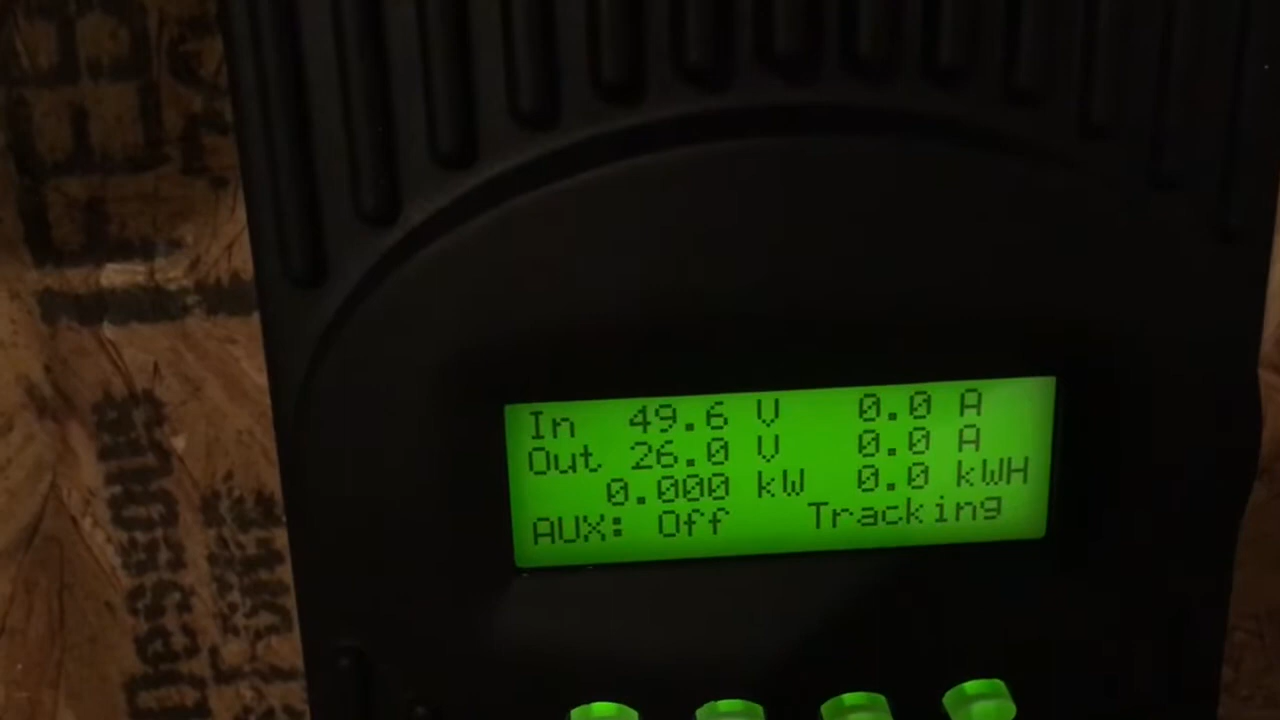 In 49.6 V 0.0 A
Out 26.0 V 0.0 A
0.000 kW 0.0 kWH
AUX: Off Tracking
Dessous